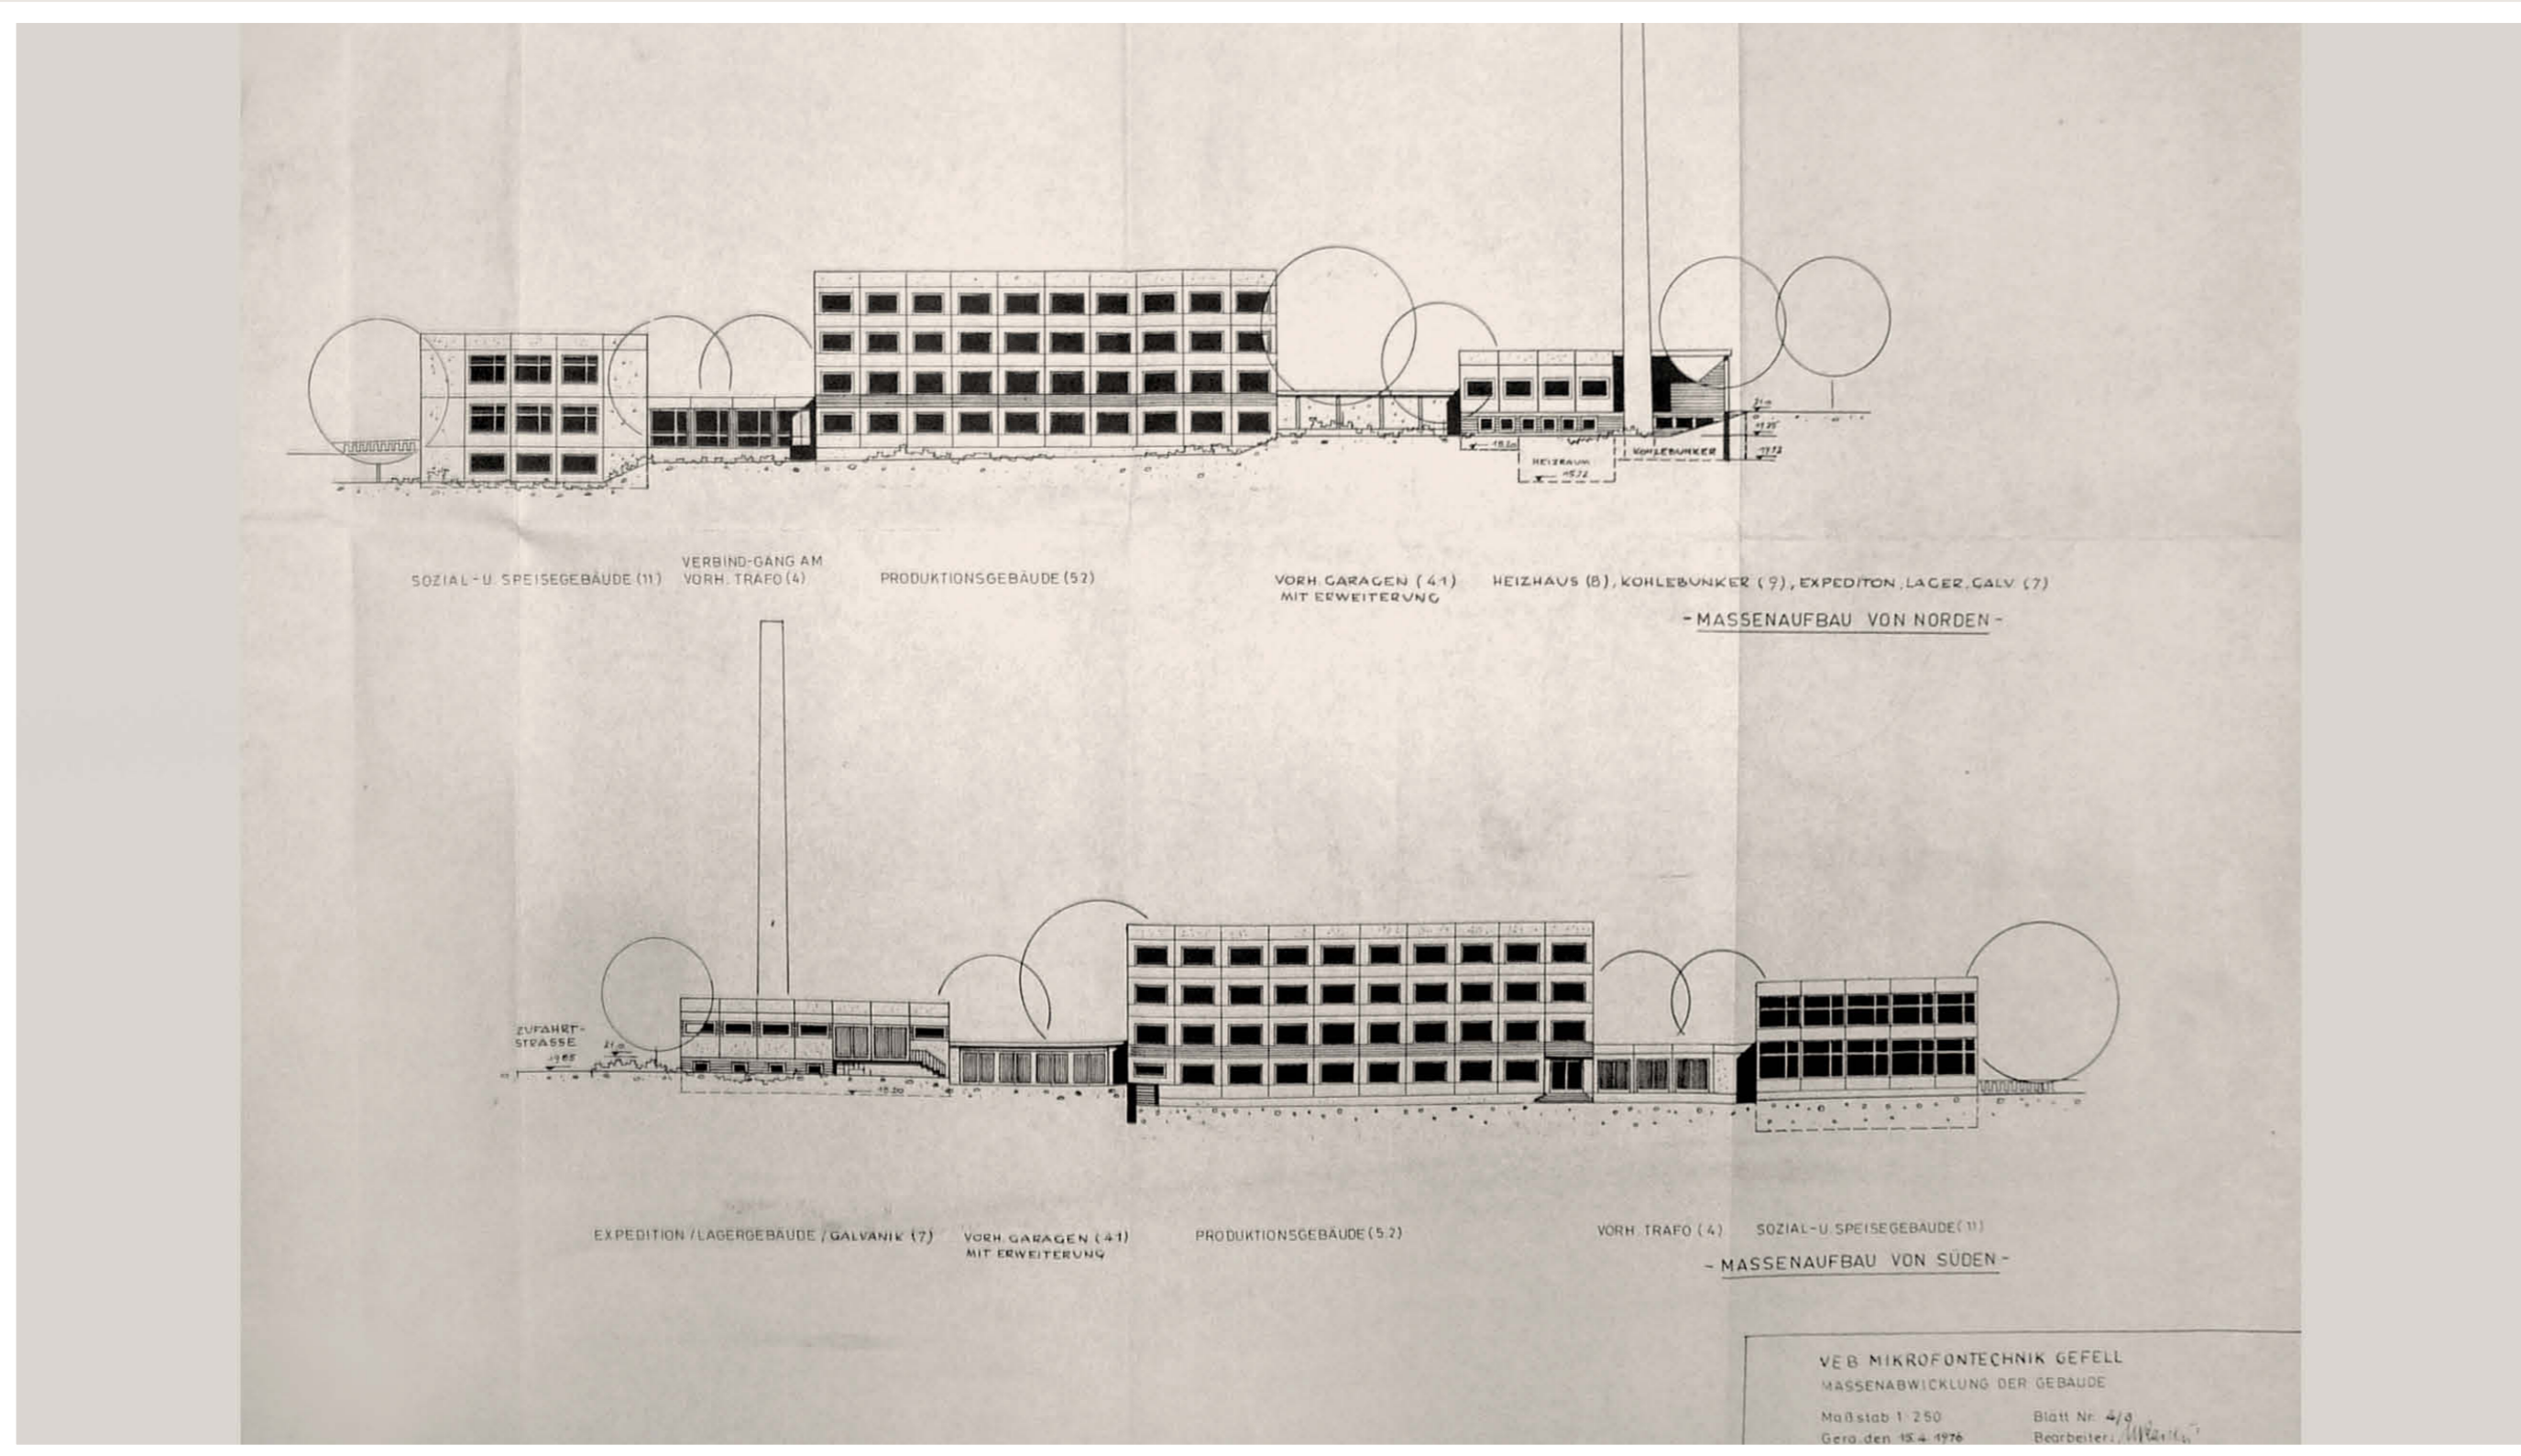 HEIZRAUM
KOHLEBUNKER
SOZIAL-U. SPEISEGEBÄUDE (11)
VERBIND-GANG AM
VORH. TRAFO (4)
PRODUKTIONSGEBÄUDE (52)
VORH. GARAGEN (41)
MIT ERWEITERUNG
HEIZHAUS (8), KOHLEBUNKER (9), EXPEDITON, LAGER, GALV (7)
- MASSENAUFBAU VON NORDEN -
ZUFAHRT-
STRASSE
EXPEDITION / LAGERGEBÄUDE / GALVANIK (7)
VORH. GARAGEN (41)
MIT ERWEITERUNG
PRODUKTIONSGEBÄUDE (5.2)
VORH. TRAFO (4)
SOZIAL-U. SPEISEGEBÄUDE (11)
- MASSENAUFBAU VON SÜDEN -
VEB MIKROFONTECHNIK GEFELL
MASSENABWICKLUNG DER GEBÄUDE
Maßstab 1:250
Blatt Nr.
Gera, den 15.4.1976
Bearbeiter: